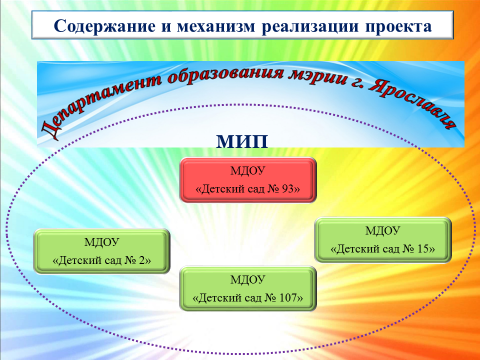 Содержание и механизм реализации проекта
Департамент образования мэрии г. Ярославля
МИП
МДОУ
«Детский сад № 93»
МДОУ
«Детский сад № 2»
МДОУ
«Детский сад № 15»
МДОУ
«Детский сад № 107»